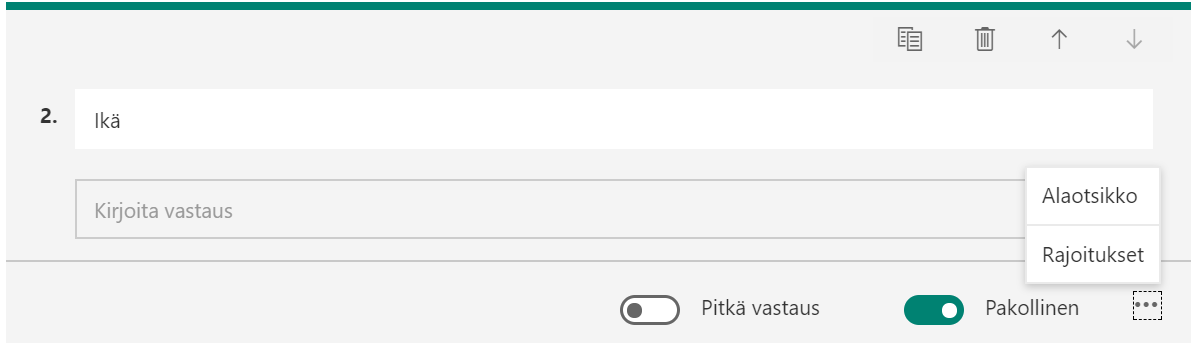 2.
Ikä
Kirjoita vastaus
Alaotsikko
Rajoitukset
Pitkä vastaus
Pakollinen